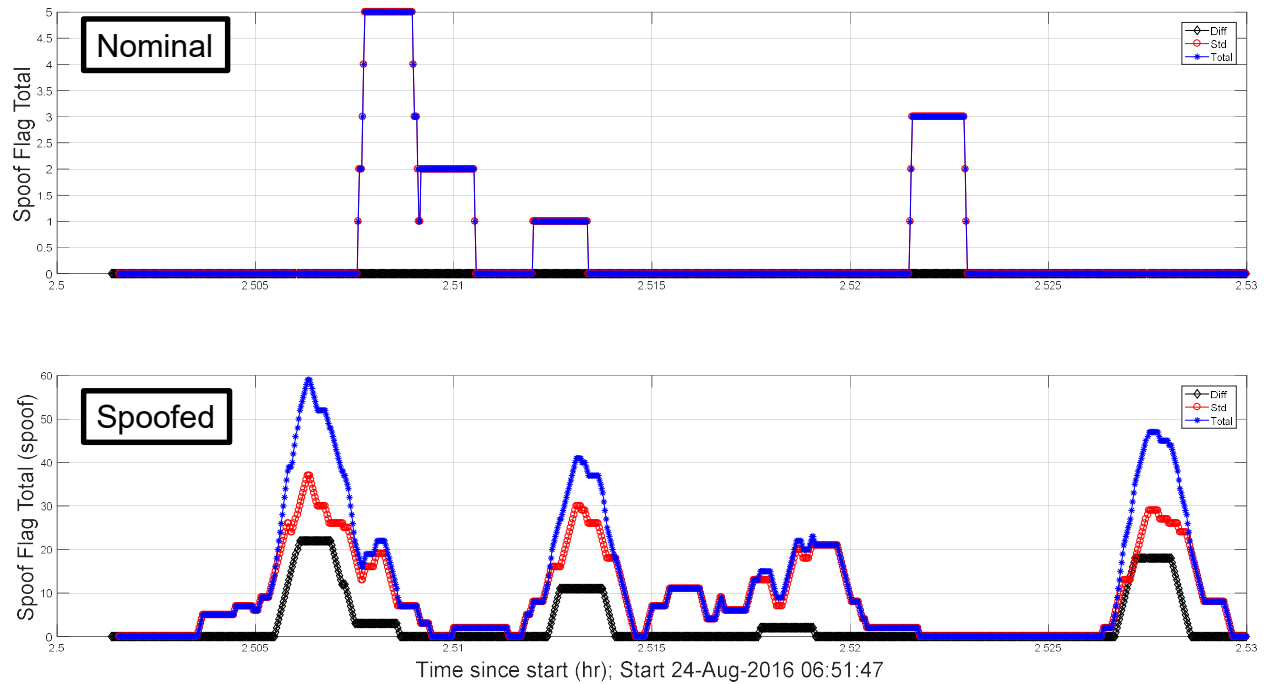 Nominal
Spoof Flag Total
5
4.5
4
3.5
3
2.5
2
1.5
1
0.5
0
Diff
Std
Total
2.5 2.505 2.51 2.515 2.52 2.525 2.53
Spoofed
Spoof Flag Total (spoof)
60
50
40
30
20
10
0
Diff
Std
Total
2.5 2.505 2.51 2.515 2.52 2.525 2.53
Time since start (hr); Start 24-Aug-2016 06:51:47